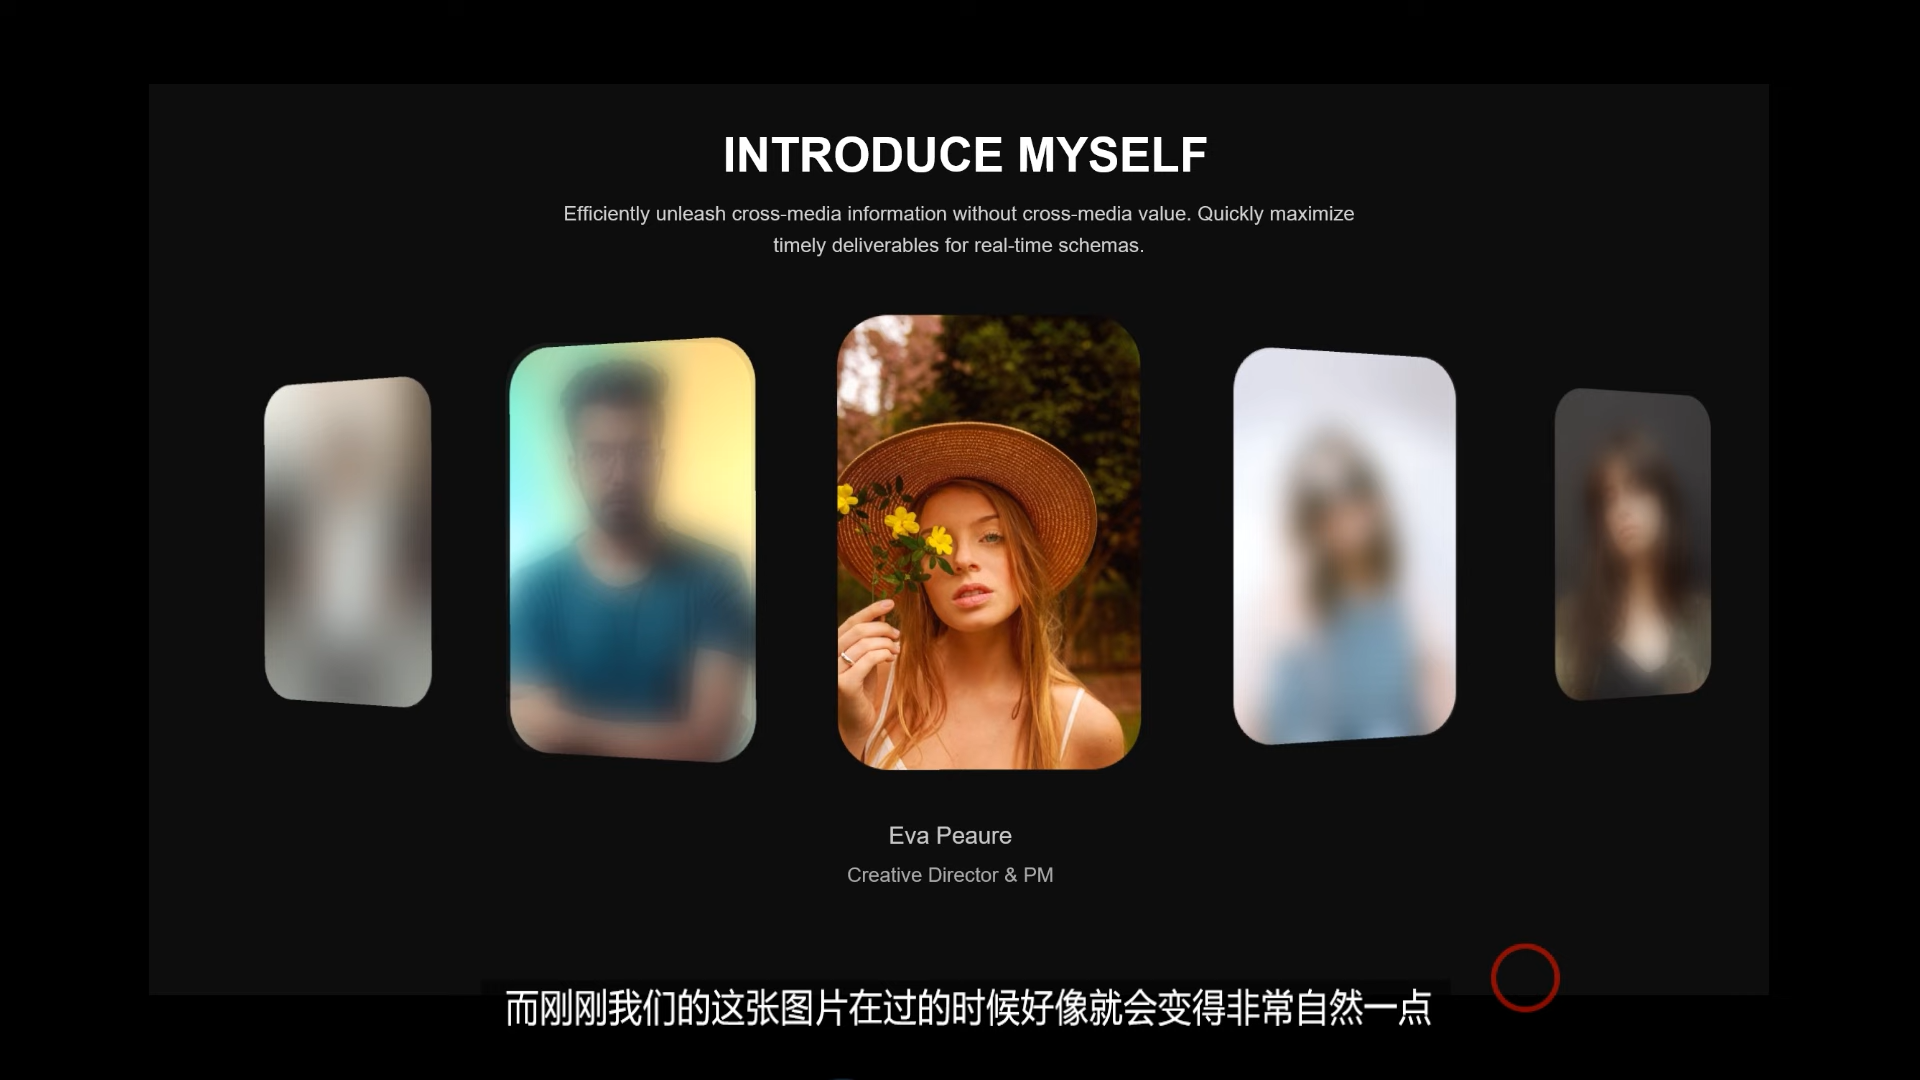 INTRODUCE MYSELF
Efficiently unleash cross-media information without cross-media value. Quickly maximize
timely deliverables for real-time schemas.
Eva Peaure
Creative Director & PM
而刚刚我们的这张图片在过的时候好像就会变得非常自然一点